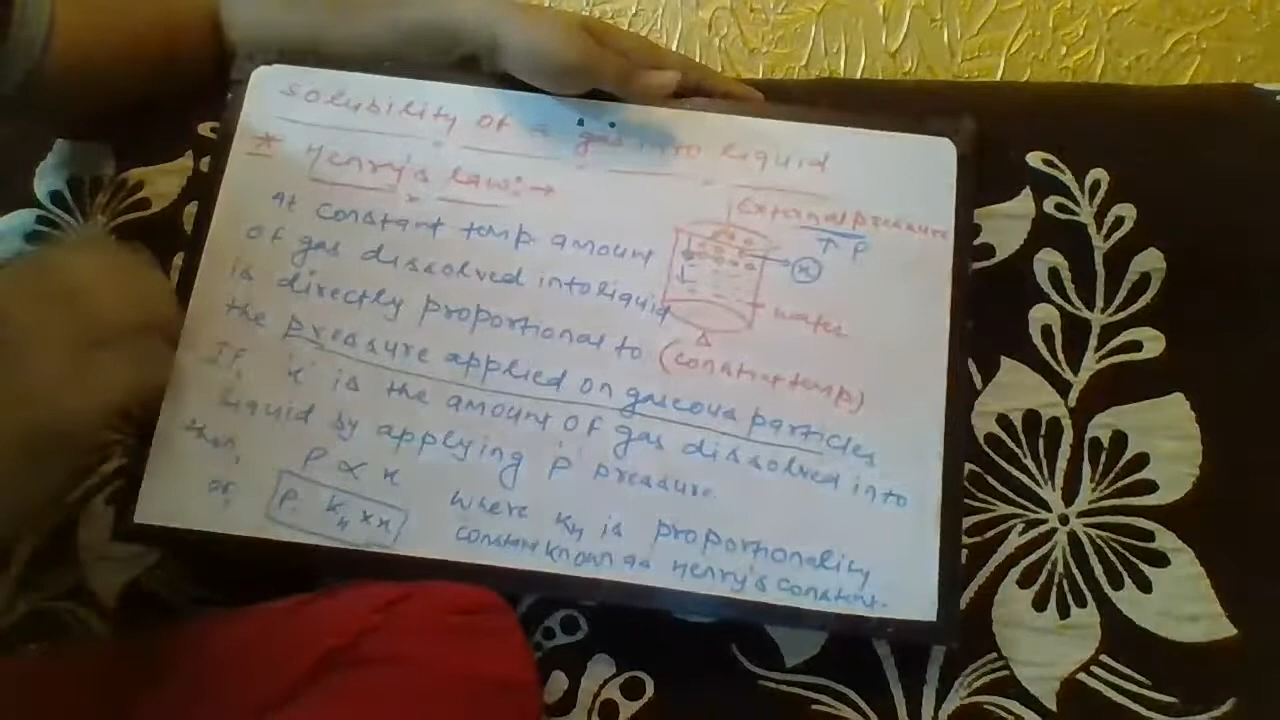 Solubility of a gas into liquid
* Henry's law:→
External pressure
↑ P
At constant temp. amount
of gas dissolved into liquid
(x)
water
is directly proportional to (constant temp)
the pressure applied on gaseous particles
If, 'x' is the amount of gas dissolved into
liquid by applying 'p' pressure.
then,
P ∝ x
or, P = K_H × x
where K_H is proportionality
constant known as Henry's constant.